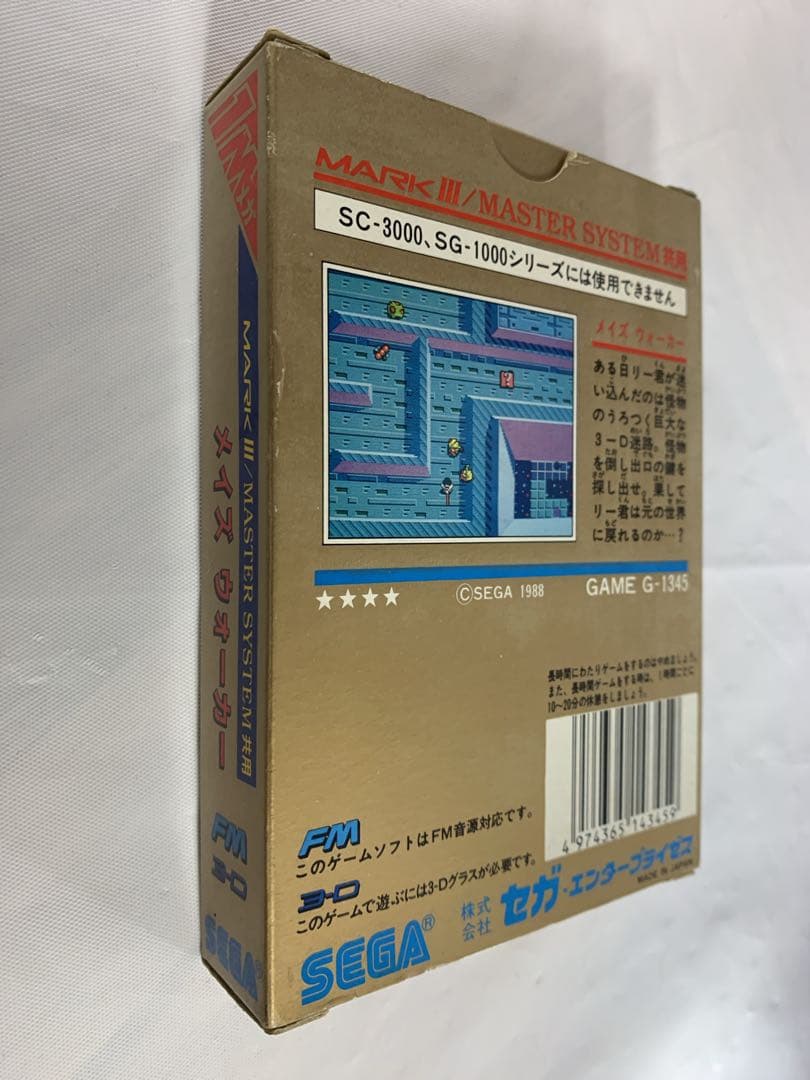 1Mビット
MARK III/MASTER SYSTEM 共用
メイズ ウォーカー
FM
3-D
SEGA®
MARK III/MASTER SYSTEM 共用
SC-3000、SG-1000シリーズには使用できません
メイズ ウォーカー
ある日リー君が迷
い込んだのは怪物
のうろつく巨大な
3-D迷路。怪物
を倒し出口の鍵を
探し出せ。果して
リー君は元の世界
に戻れるのか…?
★★★★
©SEGA 1988
GAME G-1345
長時間にわたりゲームをするのはやめましょう。
また、長時間ゲームをする時は、1時間ごとに
10〜20分の休憩をしましょう。
4 974365 143459
FM
このゲームソフトはFM音源対応です。
3-D
このゲームで遊ぶには3-Dグラスが必要です。
SEGA®
株式会社 セガ・エンタープライゼス
MADE IN JAPAN